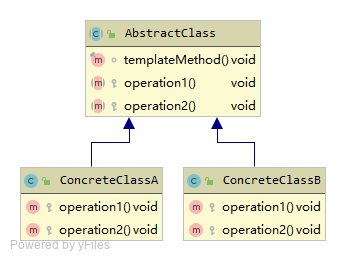 AbstractClass
templateMethod() void
operation1() void
operation2() void
ConcreteClassA
operation1() void
operation2() void
ConcreteClassB
operation1() void
operation2() void
Powered by yFiles